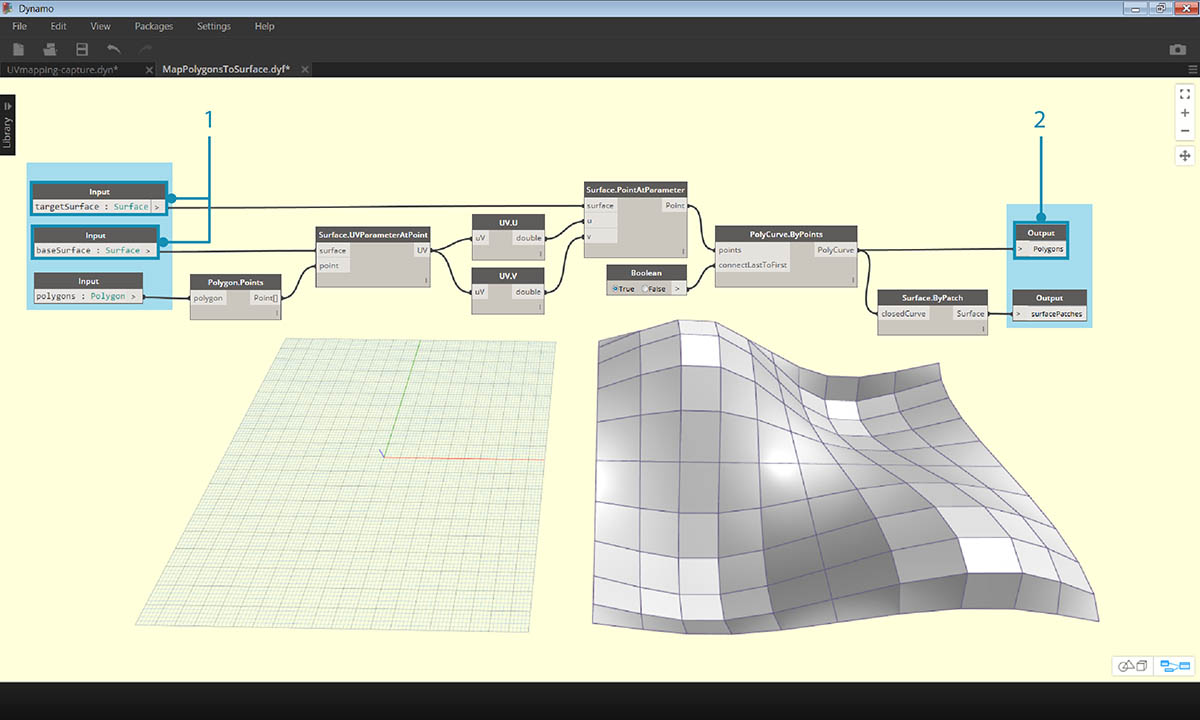 Dynamo
File Edit View Packages Settings Help
UVmapping-capture.dyn* MapPolygonsToSurface.dyf*
Library
1
2
Input
targetSurface : Surface >
Input
baseSurface : Surface >
Input
polygons : Polygon >
Polygon.Points
polygon Point[]
Surface.UVParameterAtPoint
surface UV
point
UV.U
uV double
UV.V
uV double
Surface.PointAtParameter
surface Point
u
v
Boolean
True False >
PolyCurve.ByPoints
points PolyCurve
connectLastToFirst
Surface.ByPatch
closedCurve Surface
Output
> Polygons
Output
> surfacePatches